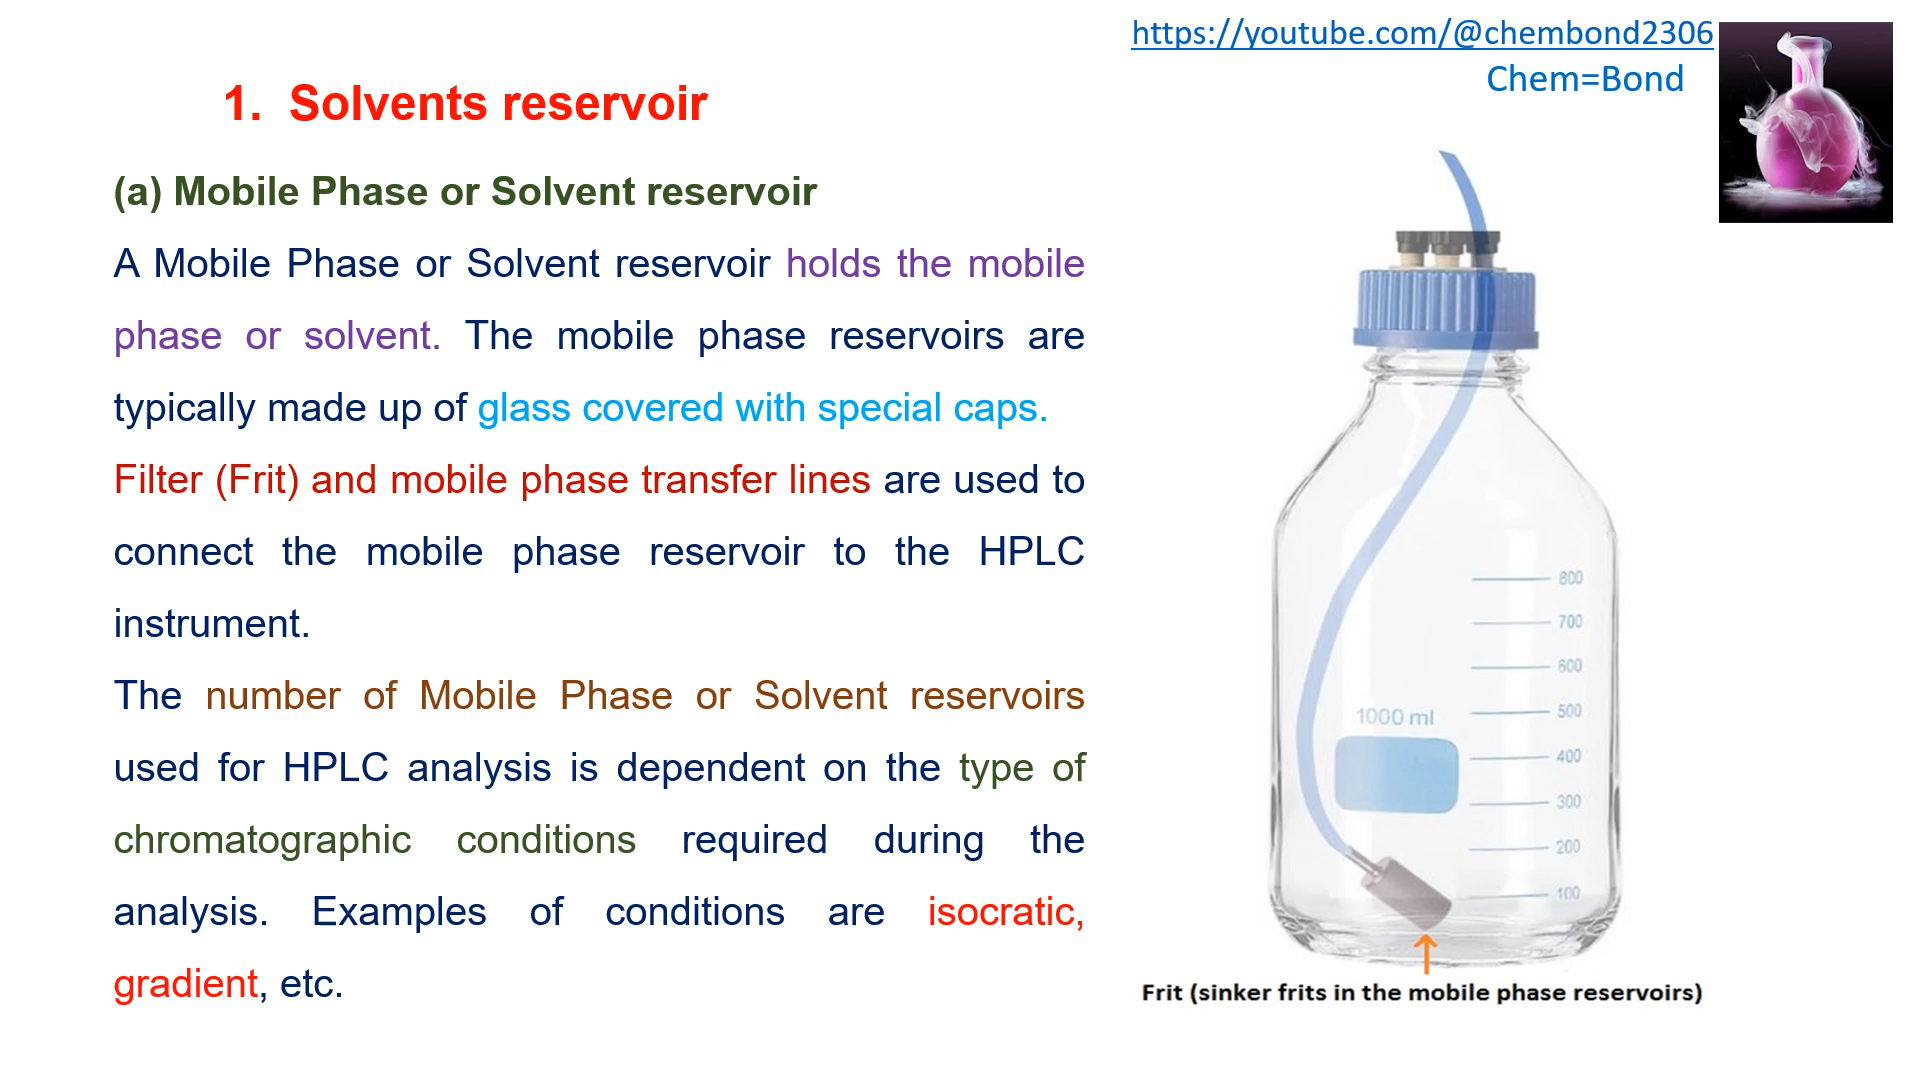 https://youtube.com/@chembond2306
Chem=Bond
1. Solvents reservoir
(a) Mobile Phase or Solvent reservoir
A Mobile Phase or Solvent reservoir holds the mobile
phase or solvent. The mobile phase reservoirs are
typically made up of glass covered with special caps.
Filter (Frit) and mobile phase transfer lines are used to
connect the mobile phase reservoir to the HPLC
instrument.
The number of Mobile Phase or Solvent reservoirs
used for HPLC analysis is dependent on the type of
chromatographic conditions required during the
analysis. Examples of conditions are isocratic,
gradient, etc.
800
700
600
500
1000 ml
400
300
200
100
Frit (sinker frits in the mobile phase reservoirs)